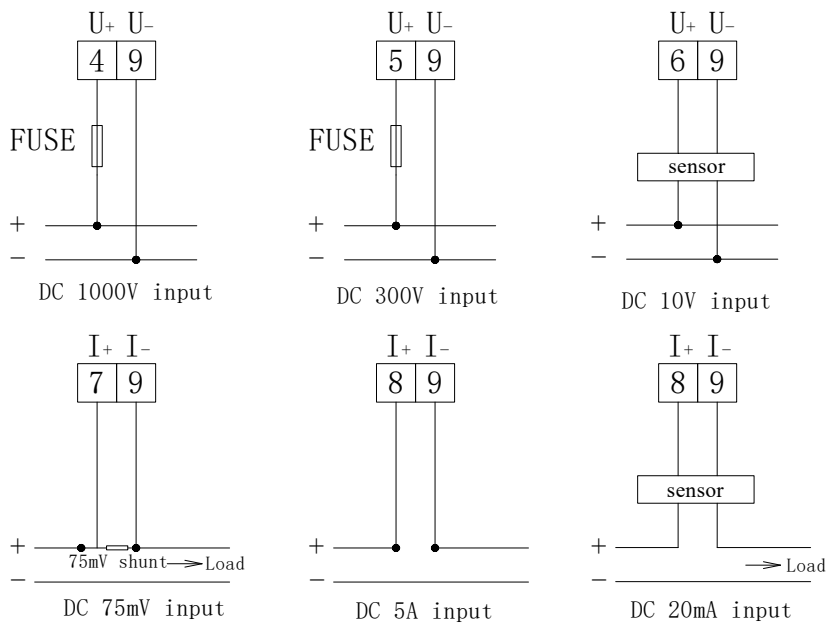 U+ U-
4 9
FUSE
+
−
DC 1000V input
U+ U-
5 9
FUSE
+
−
DC 300V input
U+ U-
6 9
sensor
+
−
DC 10V input
I+ I-
7 9
+
75mV shunt → Load
−
DC 75mV input
I+ I-
8 9
+
−
DC 5A input
I+ I-
8 9
sensor
+
→ Load
−
DC 20mA input